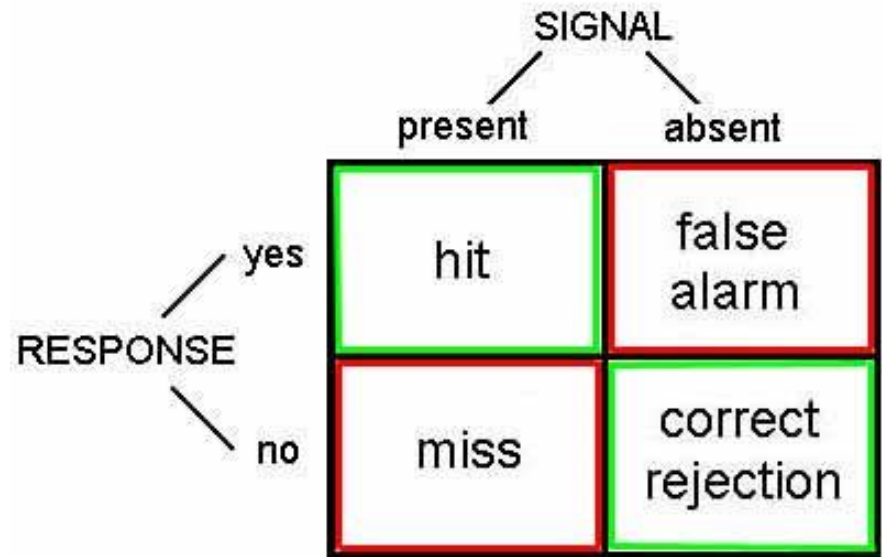 SIGNAL
present absent
yes hit false
alarm
RESPONSE
no miss correct
rejection